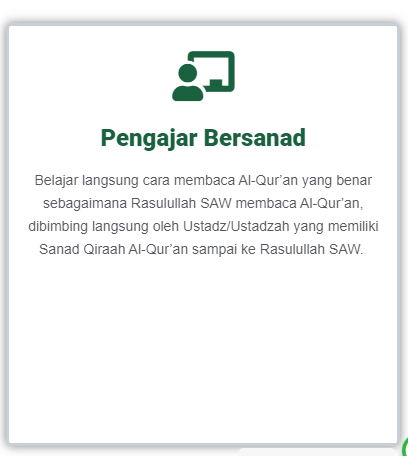 Pengajar Bersanad
Belajar langsung cara membaca Al-Qur’an yang benar
sebagaimana Rasulullah SAW membaca Al-Qur’an,
dibimbing langsung oleh Ustadz/Ustadzah yang memiliki
Sanad Qiraah Al-Qur’an sampai ke Rasulullah SAW.